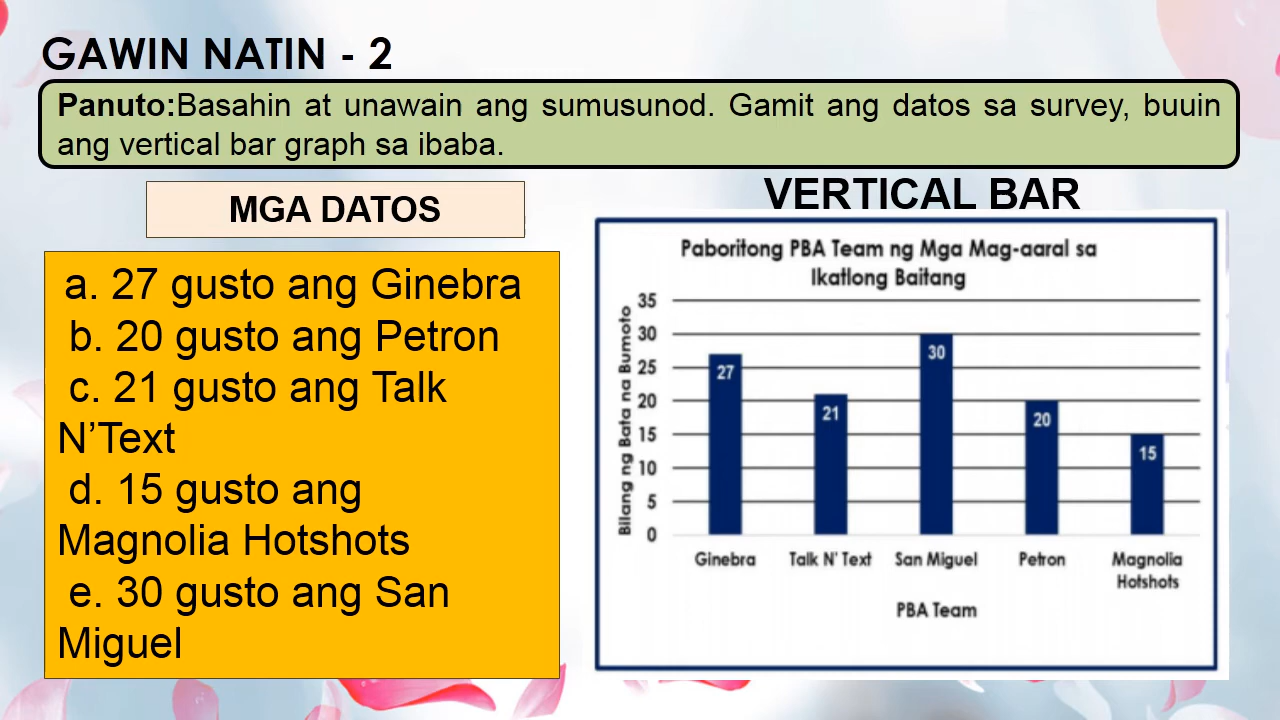 GAWIN NATIN - 2
Panuto:Basahin at unawain ang sumusunod. Gamit ang datos sa survey, buuin
ang vertical bar graph sa ibaba.
MGA DATOS
a. 27 gusto ang Ginebra
b. 20 gusto ang Petron
c. 21 gusto ang Talk
N’Text
d. 15 gusto ang
Magnolia Hotshots
e. 30 gusto ang San
Miguel
VERTICAL BAR
Paboritong PBA Team ng Mga Mag-aaral sa
Ikatlong Baitang
Bilang ng Bata na Bumoto
35
30
25
20
15
10
5
0
27
21
30
20
15
Ginebra
Talk N' Text
San Miguel
Petron
Magnolia
Hotshots
PBA Team